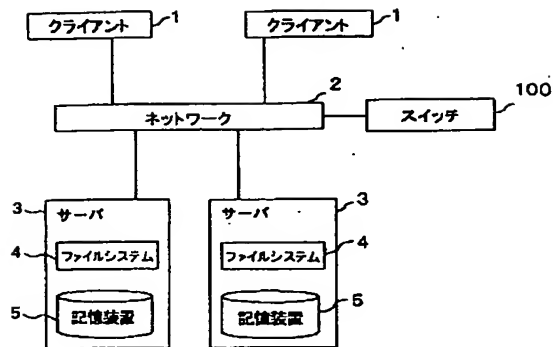 クライアント 1 クライアント 1
2
ネットワーク スイッチ 100
3 サーバ サーバ 3
4 ファイルシステム ファイルシステム 4
5 記憶装置 記憶装置 5